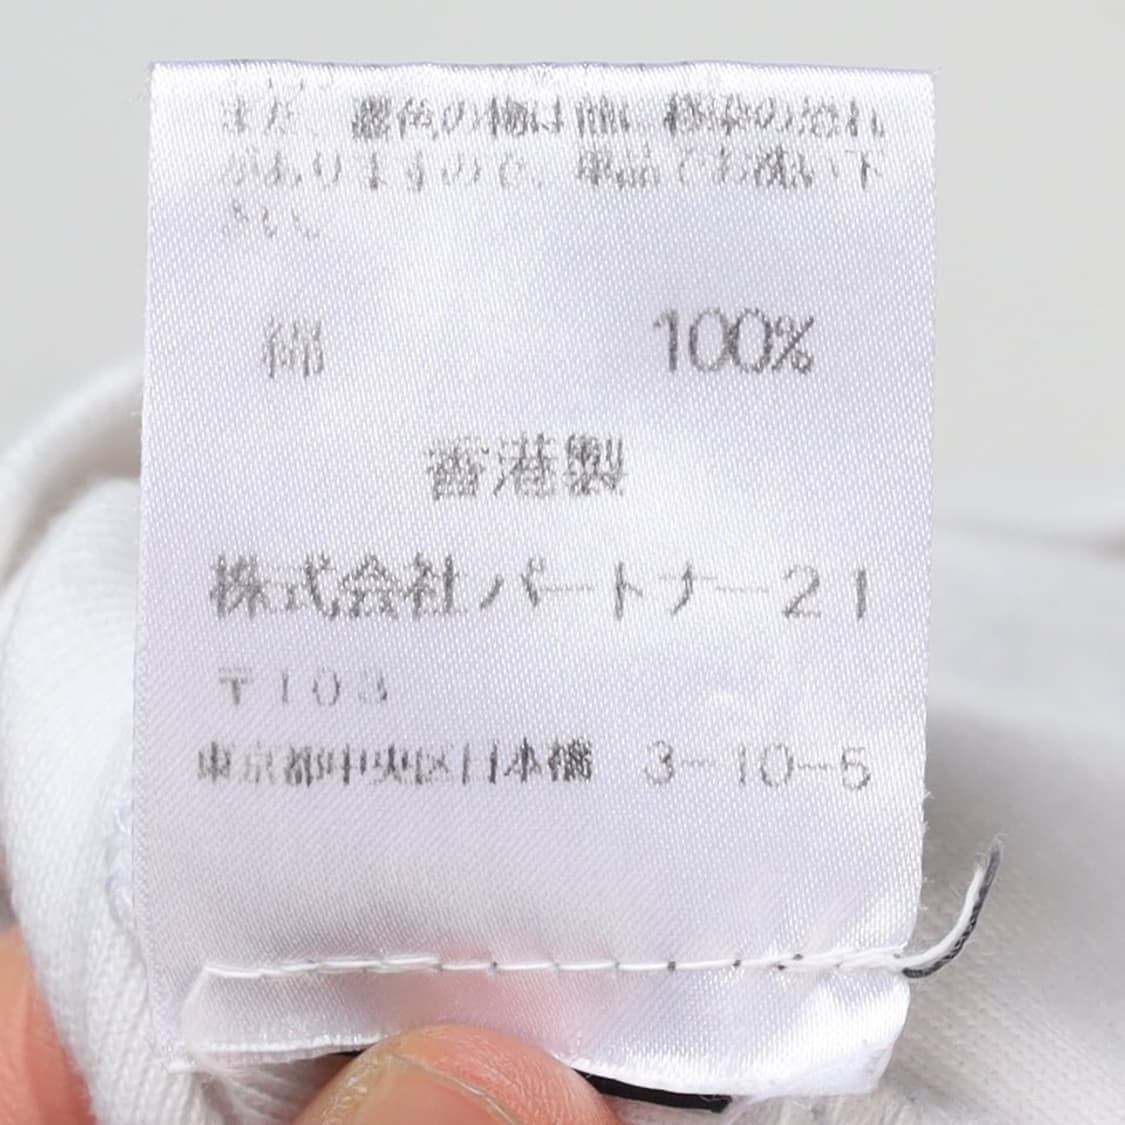 また、濃色の物は他に移染の恐れ
がありますので、単品でお洗い下
さい。
綿 100%
香港製
株式会社パートナー21
〒103
東京都中央区日本橋 3-10-5